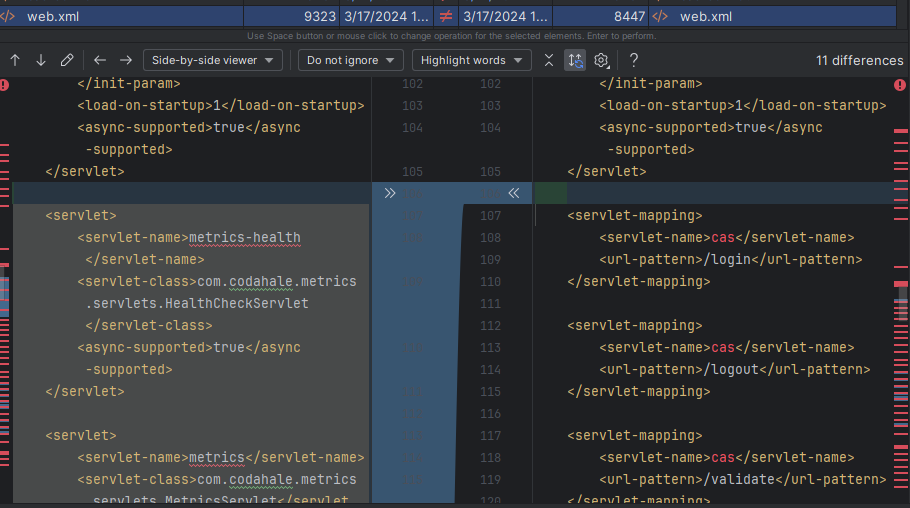 </> web.xml 9323 3/17/2024 1... ≠ 3/17/2024 1... 8447 </> web.xml
Use Space button or mouse click to change operation for the selected elements. Enter to perform.
Side-by-side viewer Do not ignore Highlight words ? 11 differences
</init-param> 102
<load-on-startup>1</load-on-startup> 103
<async-supported>true</async 104
-supported>
</servlet> 105
<servlet>
<servlet-name>metrics-health
</servlet-name>
<servlet-class>com.codahale.metrics
.servlets.HealthCheckServlet
</servlet-class>
<async-supported>true</async
-supported>
</servlet>
<servlet>
<servlet-name>metrics</servlet-name>
<servlet-class>com.codahale.metrics
.servlets.MetricsServlet</servlet
102 </init-param>
103 <load-on-startup>1</load-on-startup>
104 <async-supported>true</async
-supported>
105 </servlet>
107 <servlet-mapping>
108 <servlet-name>cas</servlet-name>
109 <url-pattern>/login</url-pattern>
110 </servlet-mapping>
111
112 <servlet-mapping>
113 <servlet-name>cas</servlet-name>
114 <url-pattern>/logout</url-pattern>
115 </servlet-mapping>
116
117 <servlet-mapping>
118 <servlet-name>cas</servlet-name>
119 <url-pattern>/validate</url-pattern>
120 </servlet-mapping>